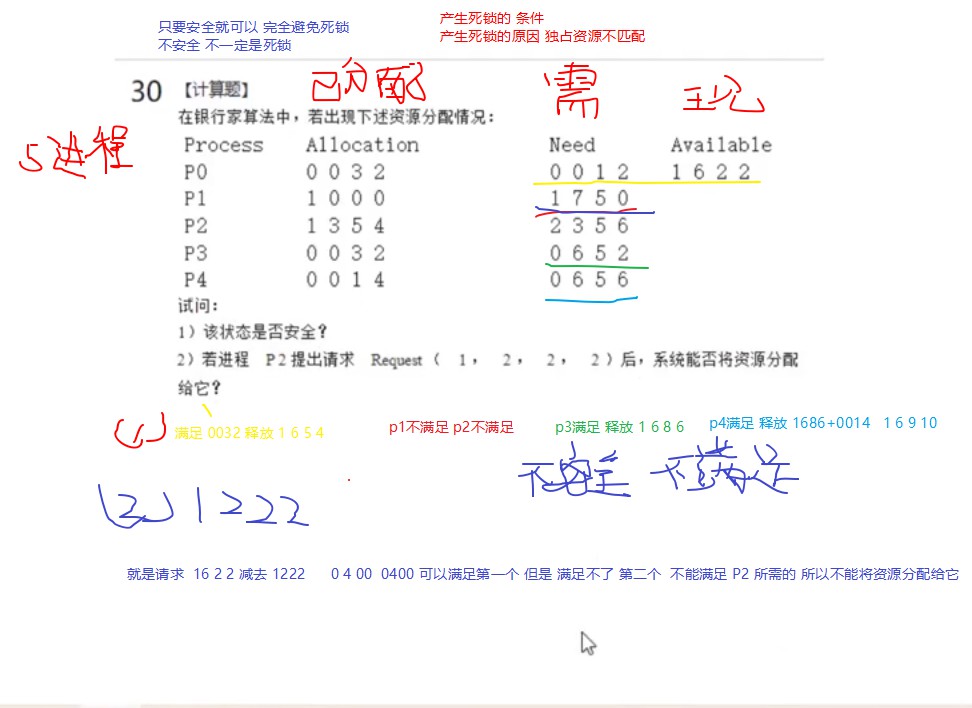 只要安全就可以 完全避免死锁
不安全 不一定是死锁
产生死锁的 条件
产生死锁的原因 独占资源不匹配
30 【计算题】
已分配 需 现
在银行家算法中，若出现下述资源分配情况：
5进程
Process Allocation Need Available
P0 0 0 3 2 0 0 1 2 1 6 2 2
P1 1 0 0 0 1 7 5 0
P2 1 3 5 4 2 3 5 6
P3 0 0 3 2 0 6 5 2
P4 0 0 1 4 0 6 5 6
试问：
1）该状态是否安全？
2）若进程 P2提出请求 Request（ 1， 2， 2， 2）后，系统能否将资源分配
给它？
(1) 满足 0032 释放 1 6 5 4 p1不满足 p2不满足 p3满足 释放 1 6 8 6 p4满足 释放 1686+0014 1 6 9 10
不安全 不满足
(2) 1 2 2 2
就是请求 16 2 2 减去 1222 0 4 00 0400 可以满足第一个 但是 满足不了 第二个 不能满足 P2 所需的 所以不能将资源分配给它